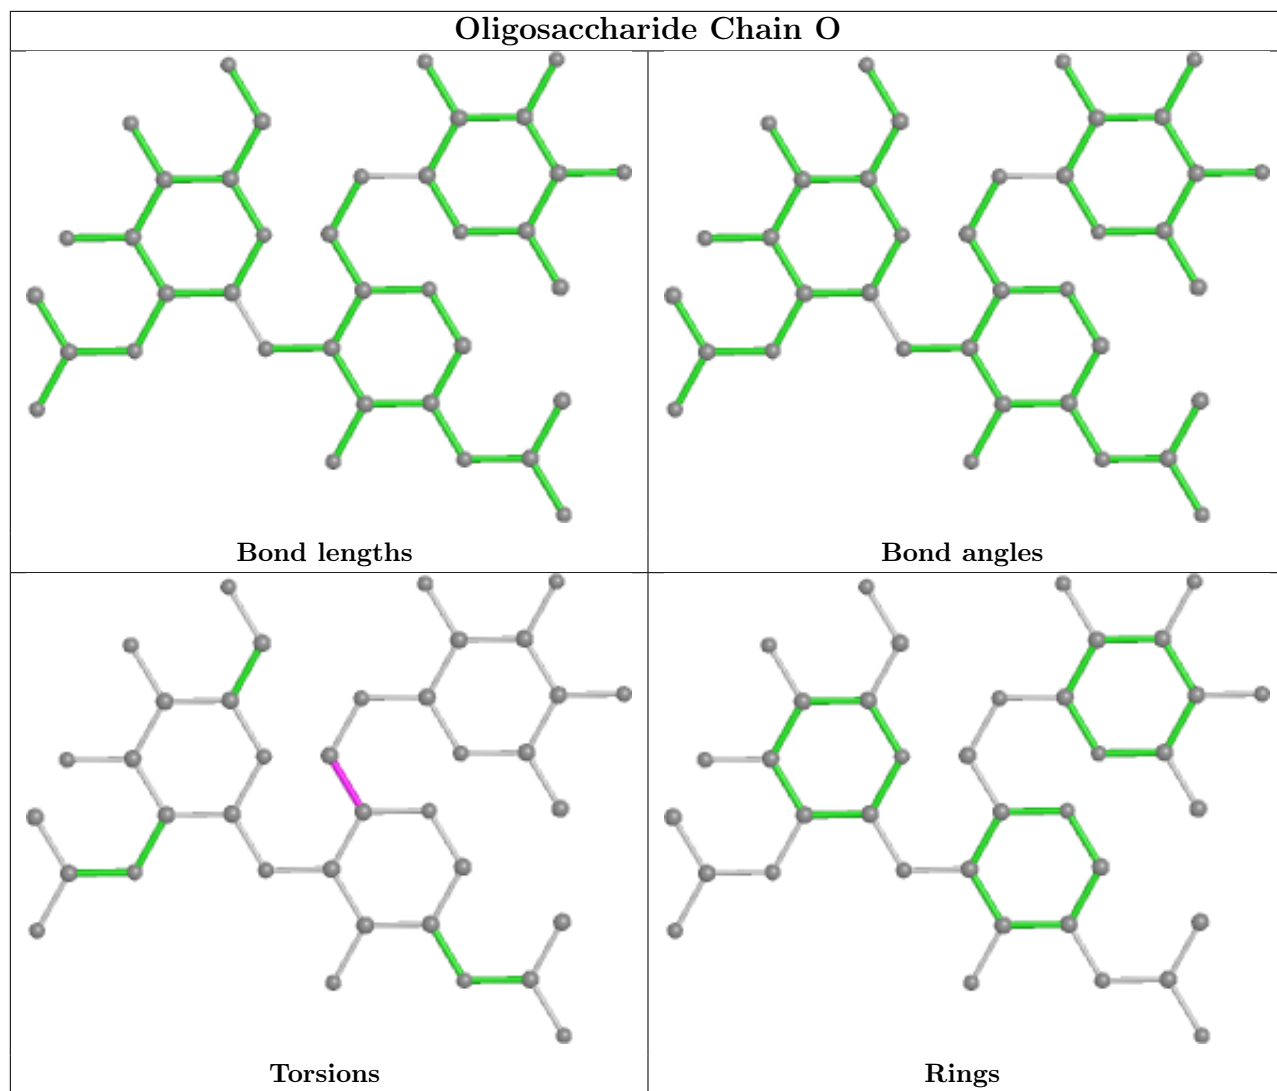 Oligosaccharide Chain O
Bond lengths
Bond angles
Torsions
Rings